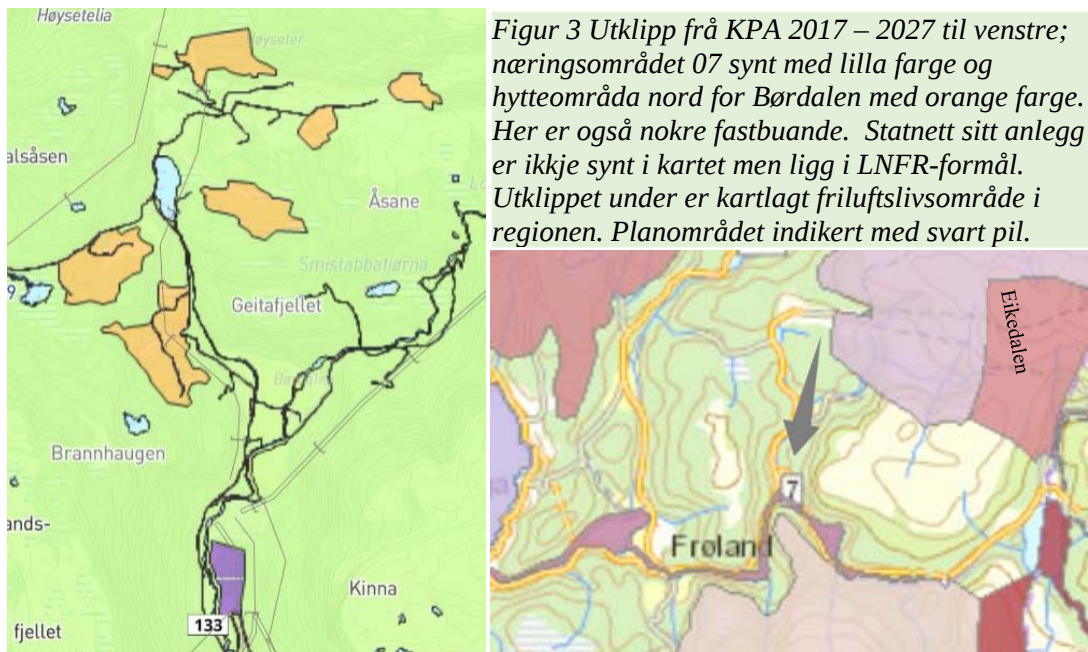 Høysetelia
Høyseter
alsåsen
Åsane
Smistabbatjørna
9
Geitafjellet
Børdalen
Brannhaugen
ands-
Kinna
133
fjellet
Figur 3 Utklipp frå KPA 2017 – 2027 til venstre;
næringsområdet 07 synt med lilla farge og
hytteområda nord for Børdalen med orange farge.
Her er også nokre fastbuande.  Statnett sitt anlegg
er ikkje synt i kartet men ligg i LNFR-formål.
Utklippet under er kartlagt friluftslivsområde i
regionen. Planområdet indikert med svart pil.
Eikedalen
7
Frøland